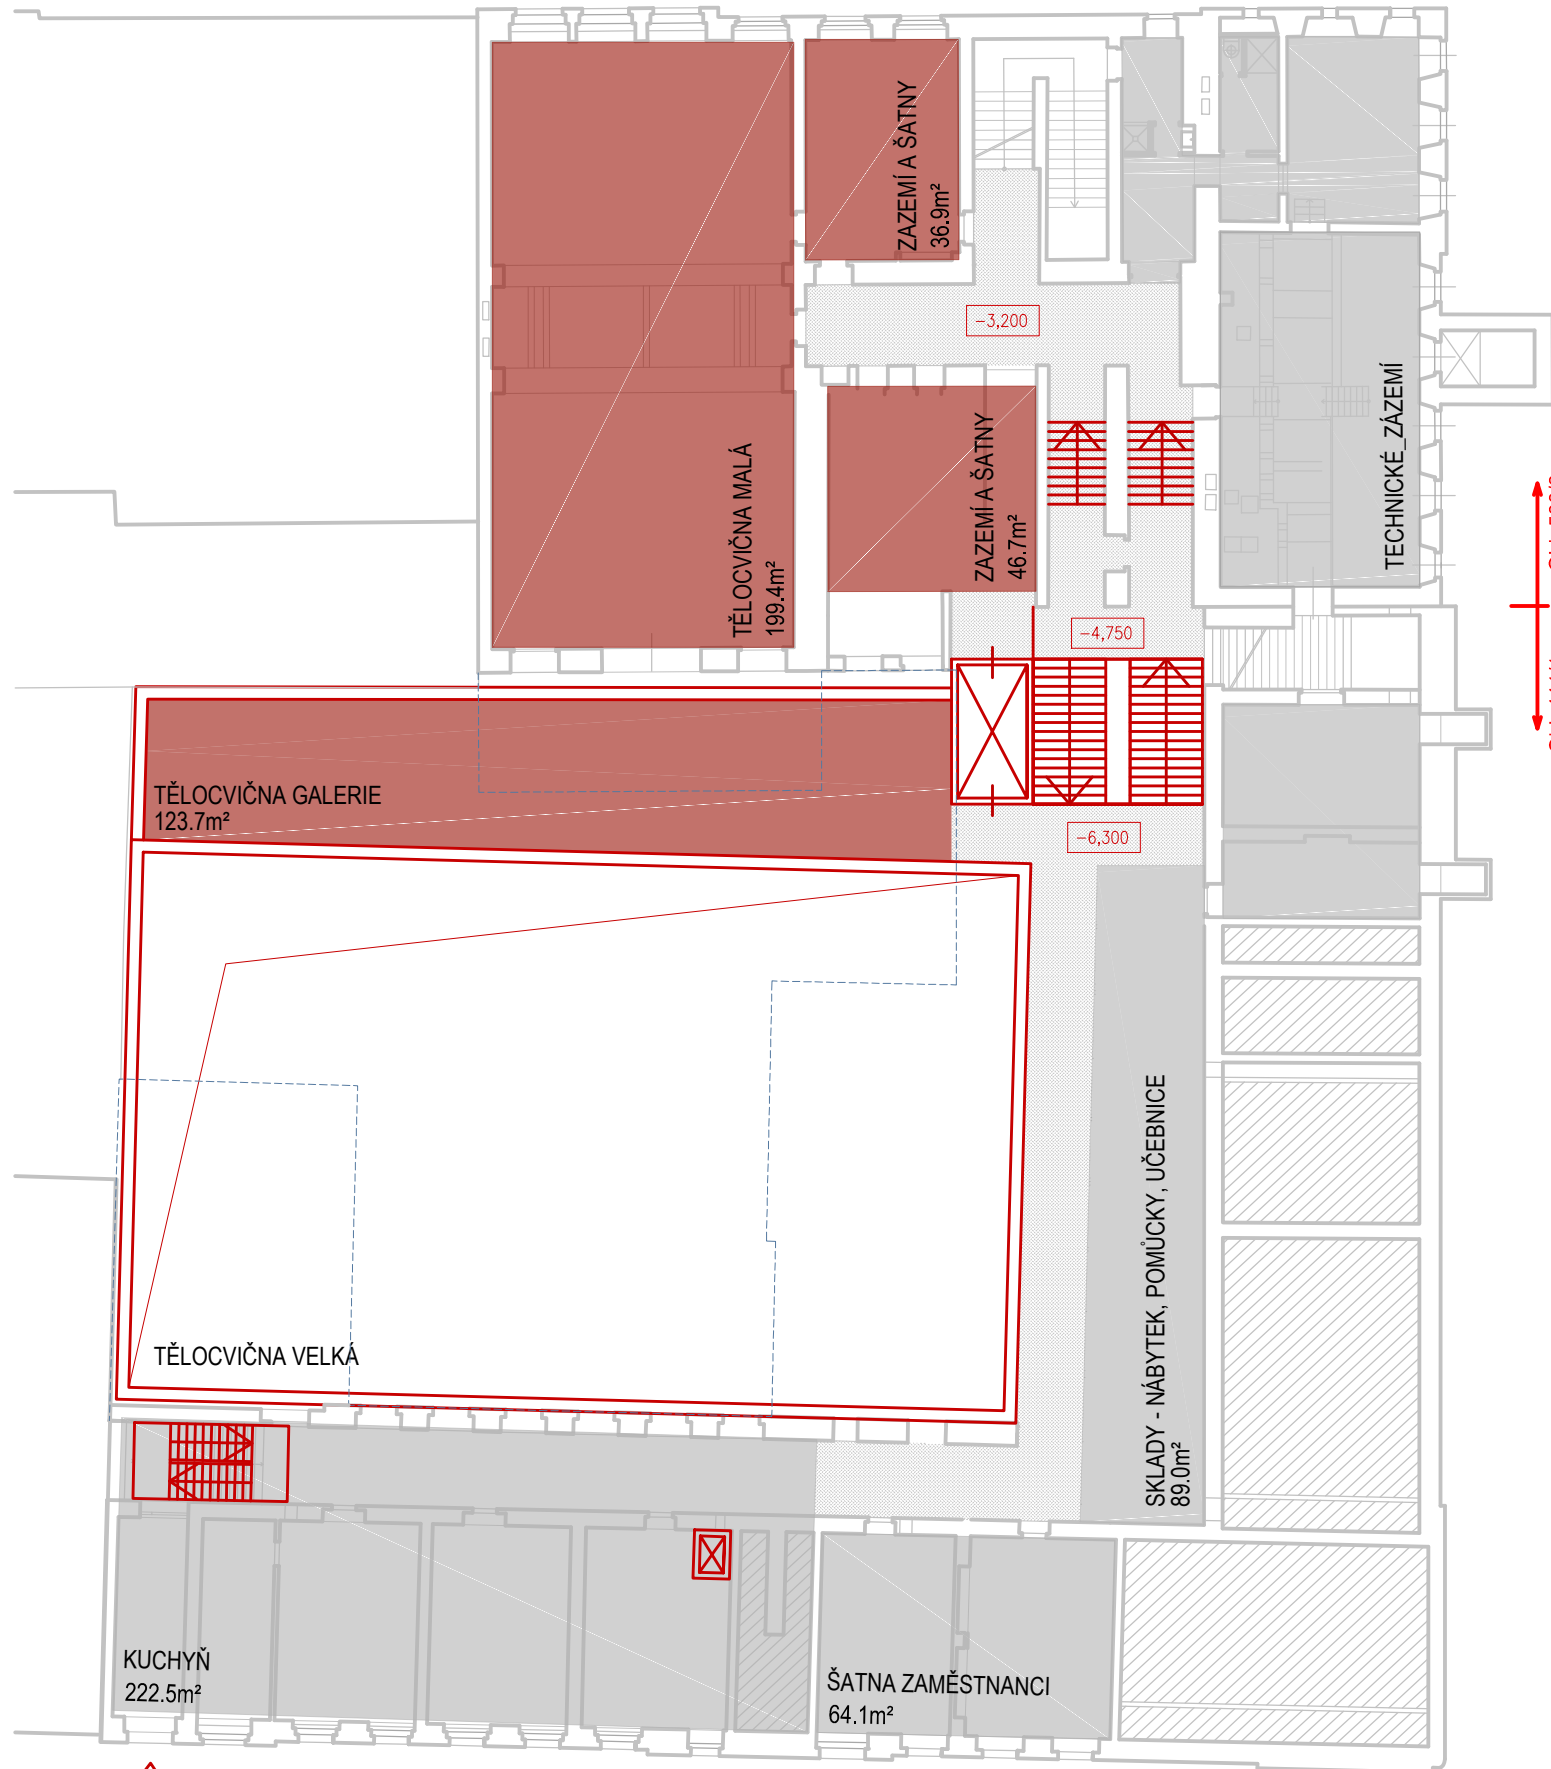 ZAZEMÍ A ŠATNY
36.9m²
-3,200
TĚLOCVIČNA MALÁ
199.4m²
ZAZEMÍ A ŠATNY
46.7m²
TECHNICKÉ_ZÁZEMÍ
-4,750
TĚLOCVIČNA GALERIE
123.7m²
-6,300
TĚLOCVIČNA VELKÁ
SKLADY - NÁBYTEK, POMŮCKY, UČEBNICE
89.0m²
KUCHYŇ
222.5m²
ŠATNA ZAMĚSTNANCI
64.1m²